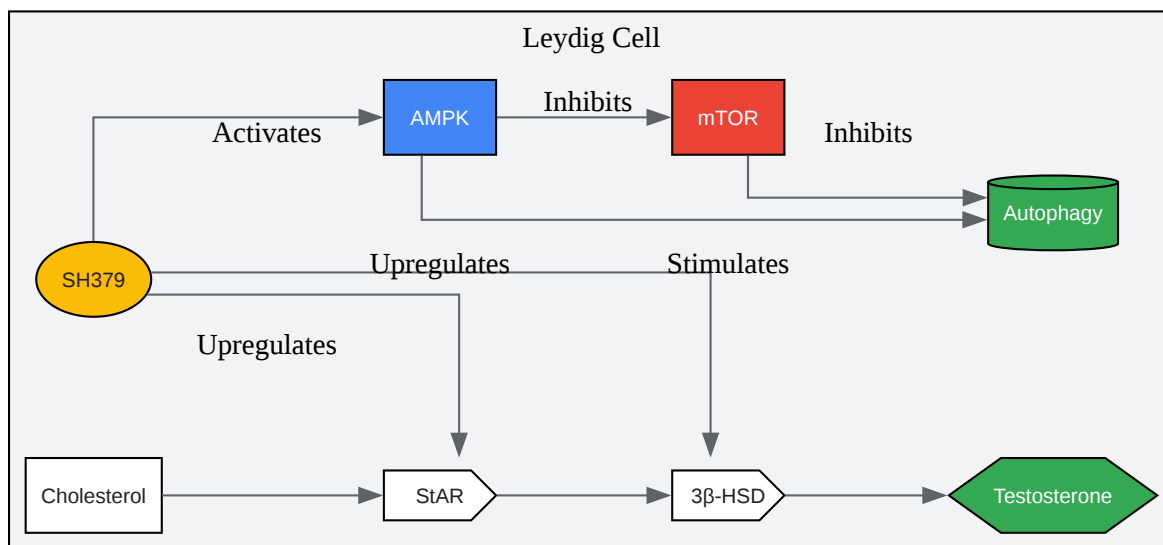 Leydig Cell
AMPK
Inhibits
mTOR
Activates
Inhibits
Autophagy
SH379
Upregulates
Stimulates
Upregulates
Cholesterol
StAR
3β-HSD
Testosterone